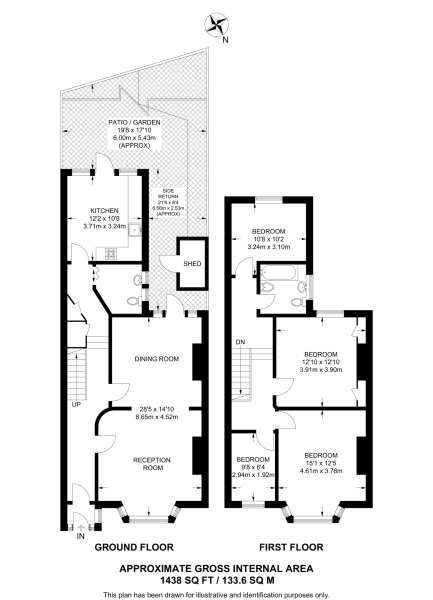 N
PATIO / GARDEN
19'8 x 17'10
6.00m x 5.43m
(APPROX)
SIDE
RETURN
21'6 x 8'4
6.56m x 2.53m
(APPROX)
KITCHEN
12'2 x 10'8
3.71m x 3.24m
SHED
BEDROOM
10'8 x 10'2
3.24m x 3.10m
DINING ROOM
UP
28'5 x 14'10
8.65m x 4.52m
RECEPTION
ROOM
IN
DN
BEDROOM
12'10 x 12'10
3.91m x 3.90m
BEDROOM
9'8 x 6'4
2.94m x 1.92m
BEDROOM
15'1 x 12'5
4.61m x 3.78m
GROUND FLOOR
FIRST FLOOR
APPROXIMATE GROSS INTERNAL AREA
1438 SQ FT / 133.6 SQ M
This plan has been drawn for illustrative and identification purposes only.